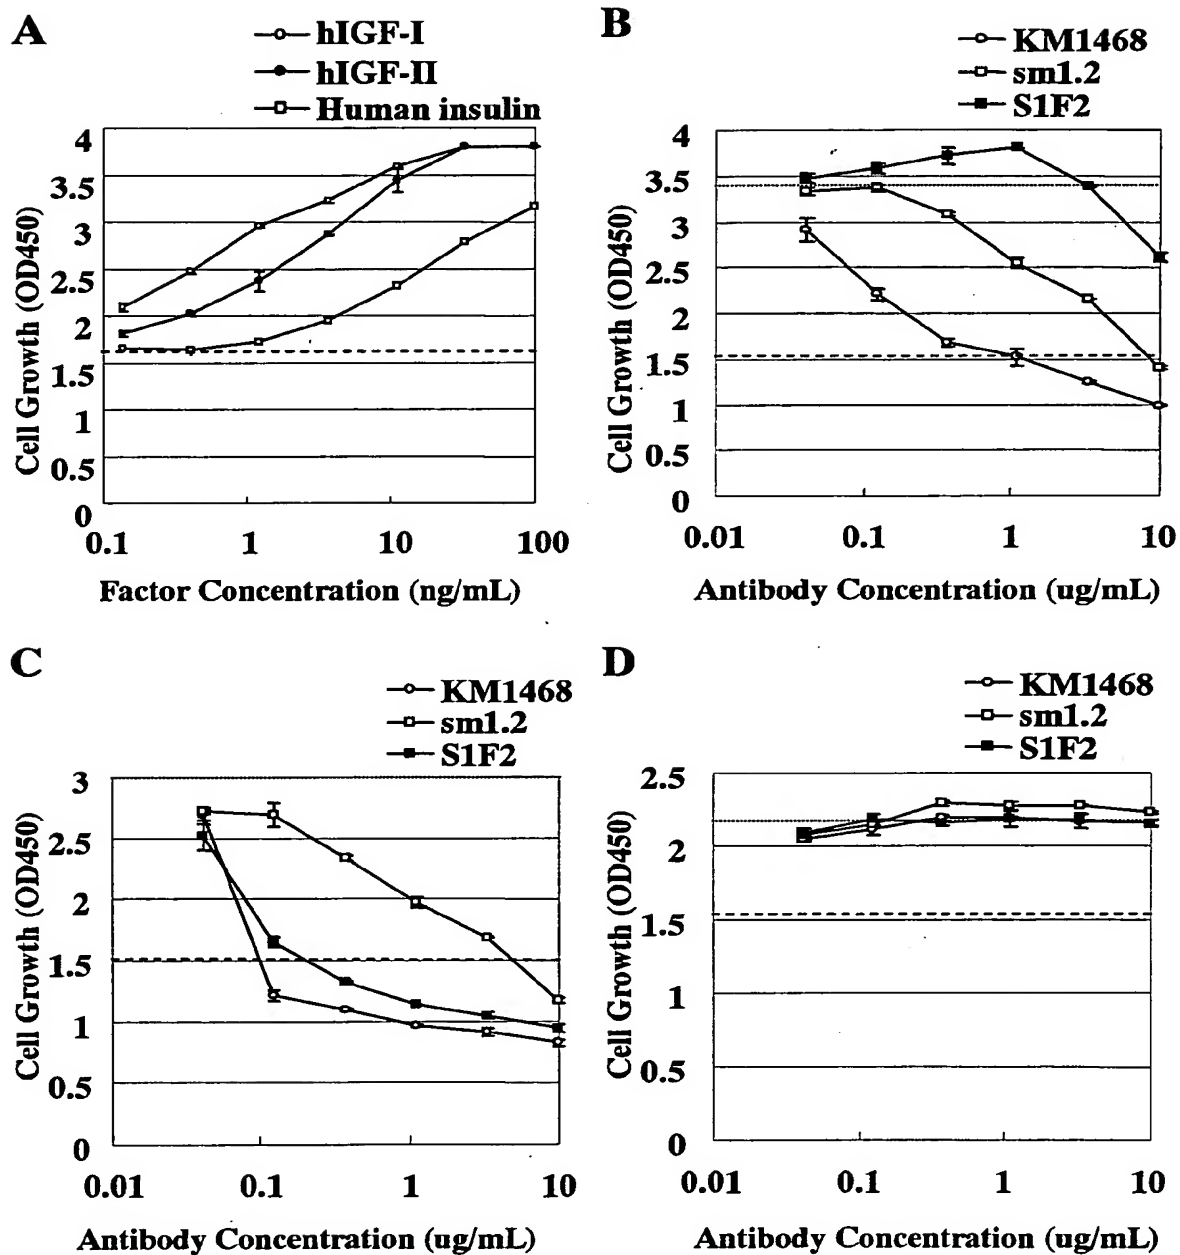 A
hIGF-I
hIGF-II
Human insulin
Cell Growth (OD450)
4
3.5
3
2.5
2
1.5
1
0.5
0
0.1 1 10 100
Factor Concentration (ng/mL)
B
KM1468
sm1.2
S1F2
Cell Growth (OD450)
4
3.5
3
2.5
2
1.5
1
0.5
0
0.01 0.1 1 10
Antibody Concentration (ug/mL)
C
KM1468
sm1.2
S1F2
Cell Growth (OD450)
3
2.5
2
1.5
1
0.5
0
0.01 0.1 1 10
Antibody Concentration (ug/mL)
D
KM1468
sm1.2
S1F2
Cell Growth (OD450)
2.5
2
1.5
1
0.5
0
0.01 0.1 1 10
Antibody Concentration (ug/mL)